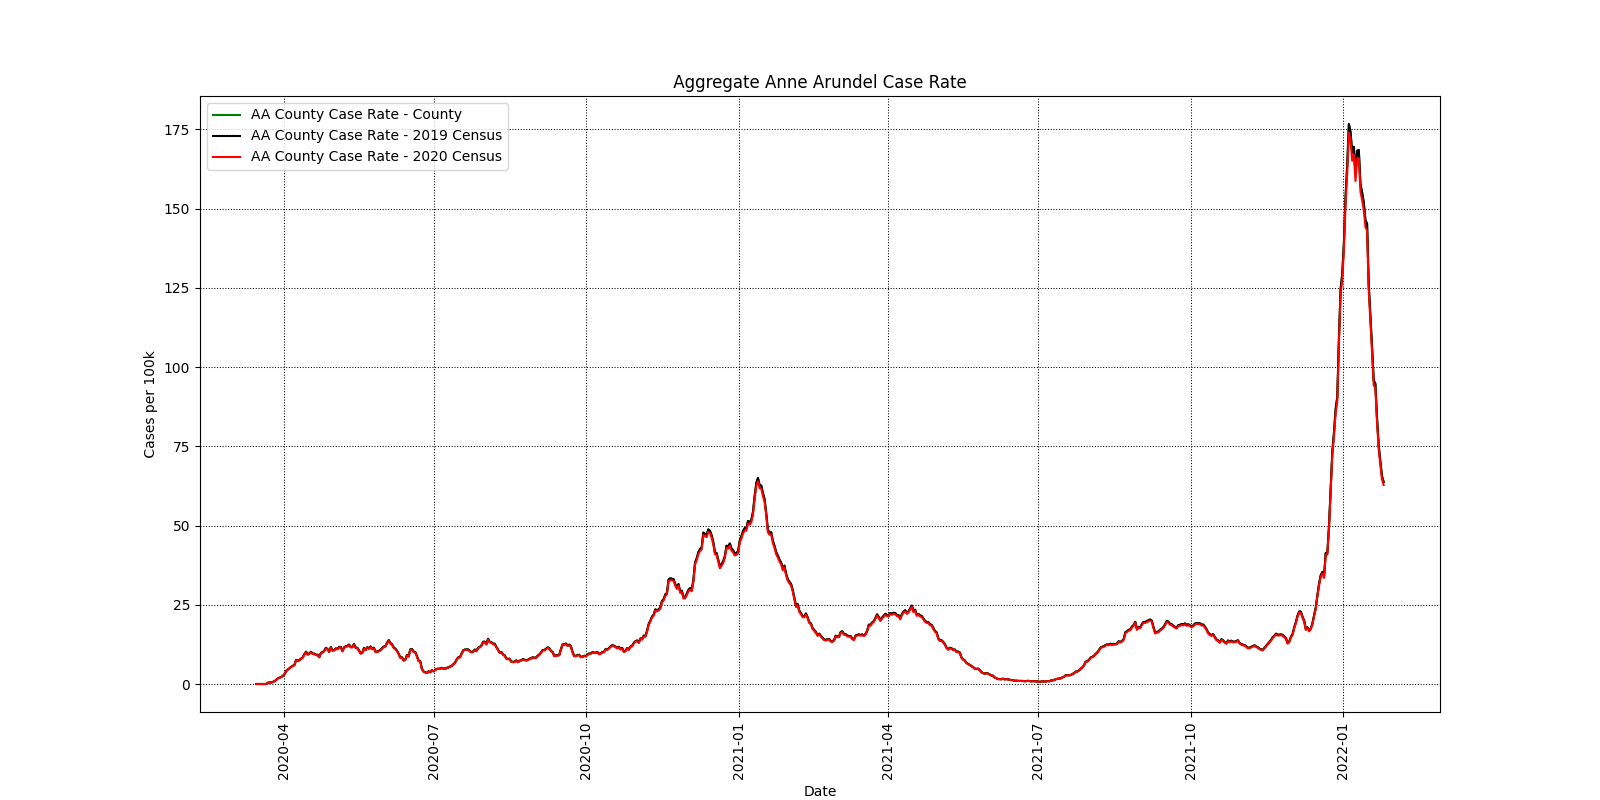 Aggregate Anne Arundel Case Rate
AA County Case Rate - County
AA County Case Rate - 2019 Census
AA County Case Rate - 2020 Census
175
150
125
100
75
50
25
0
Cases per 100k
2020-04
2020-07
2020-10
2021-01
2021-04
2021-07
2021-10
2022-01
Date